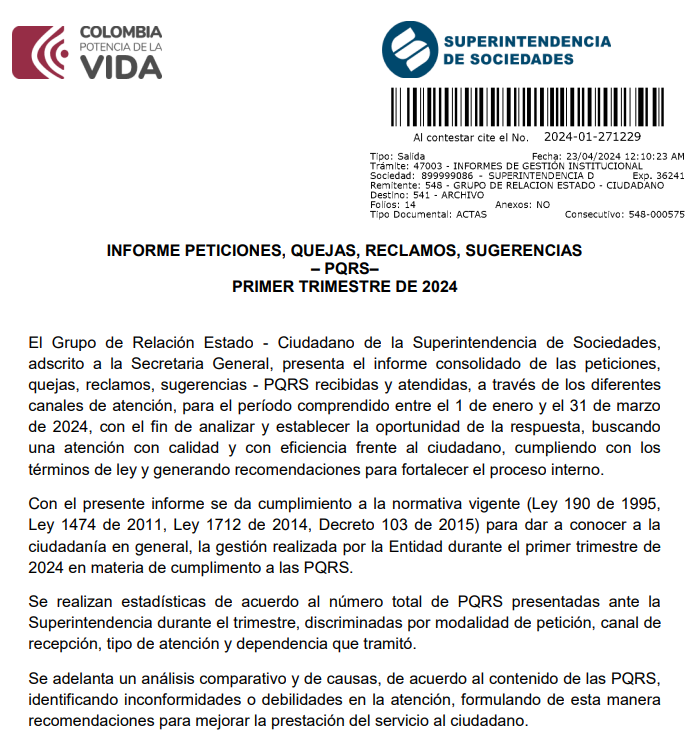 COLOMBIA
POTENCIA DE LA
VIDA
SUPERINTENDENCIA
DE SOCIEDADES
Al contestar cite el No. 2024-01-271229
Tipo: Salida Fecha: 23/04/2024 12:10:23 AM
Trámite: 47003 - INFORMES DE GESTIÓN INSTITUCIONAL
Sociedad: 899999086 - SUPERINTENDENCIA D Exp. 36241
Remitente: 548 - GRUPO DE RELACION ESTADO - CIUDADANO
Destino: 541 - ARCHIVO
Folios: 14 Anexos: NO
Tipo Documental: ACTAS Consecutivo: 548-000575
INFORME PETICIONES, QUEJAS, RECLAMOS, SUGERENCIAS
– PQRS–
PRIMER TRIMESTRE DE 2024
El Grupo de Relación Estado - Ciudadano de la Superintendencia de Sociedades,
adscrito a la Secretaria General, presenta el informe consolidado de las peticiones,
quejas, reclamos, sugerencias - PQRS recibidas y atendidas, a través de los diferentes
canales de atención, para el período comprendido entre el 1 de enero y el 31 de marzo
de 2024, con el fin de analizar y establecer la oportunidad de la respuesta, buscando
una atención con calidad y con eficiencia frente al ciudadano, cumpliendo con los
términos de ley y generando recomendaciones para fortalecer el proceso interno.
Con el presente informe se da cumplimiento a la normativa vigente (Ley 190 de 1995,
Ley 1474 de 2011, Ley 1712 de 2014, Decreto 103 de 2015) para dar a conocer a la
ciudadanía en general, la gestión realizada por la Entidad durante el primer trimestre de
2024 en materia de cumplimento a las PQRS.
Se realizan estadísticas de acuerdo al número total de PQRS presentadas ante la
Superintendencia durante el trimestre, discriminadas por modalidad de petición, canal de
recepción, tipo de atención y dependencia que tramitó.
Se adelanta un análisis comparativo y de causas, de acuerdo al contenido de las PQRS,
identificando inconformidades o debilidades en la atención, formulando de esta manera
recomendaciones para mejorar la prestación del servicio al ciudadano.